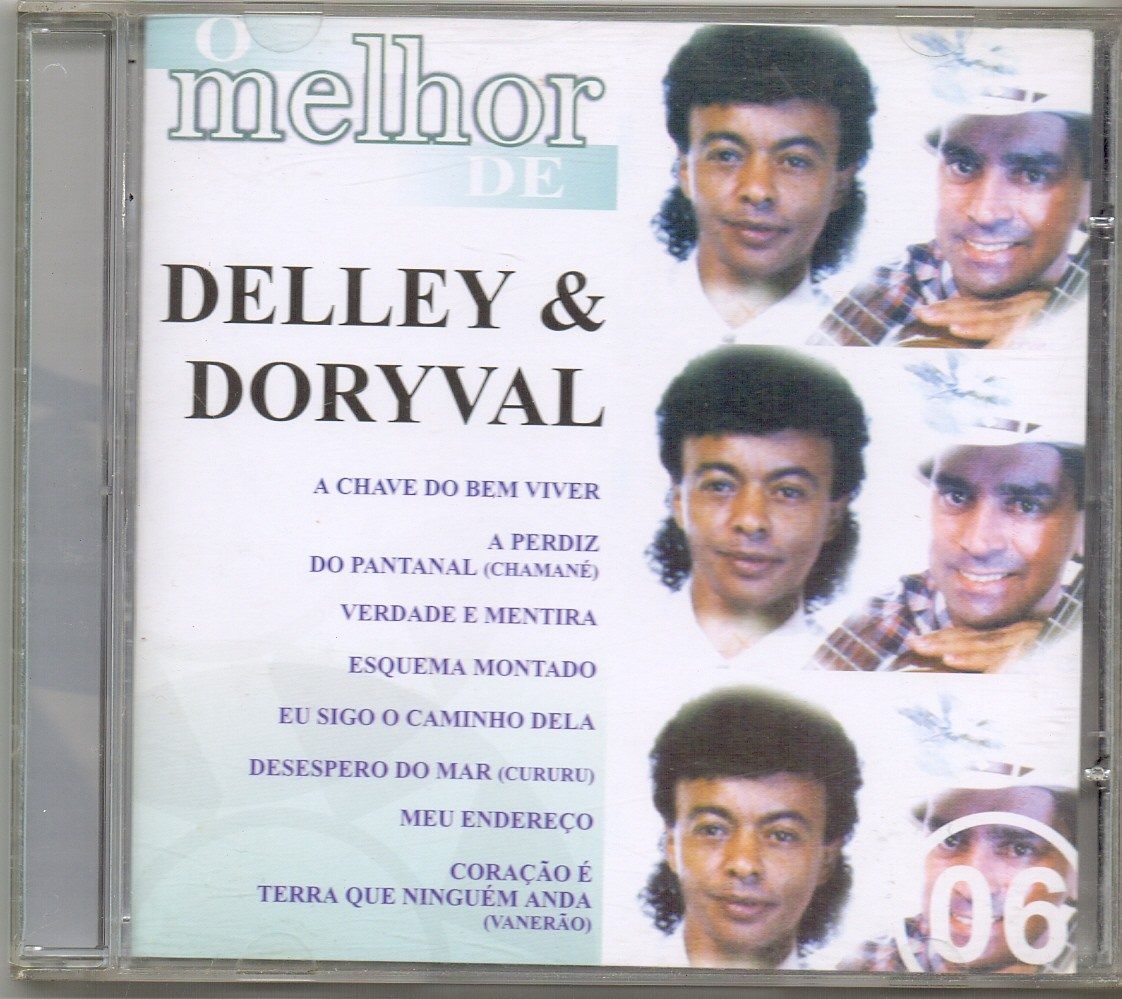 O
melhor
DE
DELLEY &
DORYVAL
A CHAVE DO BEM VIVER
A PERDIZ
DO PANTANAL (CHAMANÉ)
VERDADE E MENTIRA
ESQUEMA MONTADO
EU SIGO O CAMINHO DELA
DESESPERO DO MAR (CURURU)
MEU ENDEREÇO
CORAÇÃO É
TERRA QUE NINGUÉM ANDA
(VANERÃO)
06